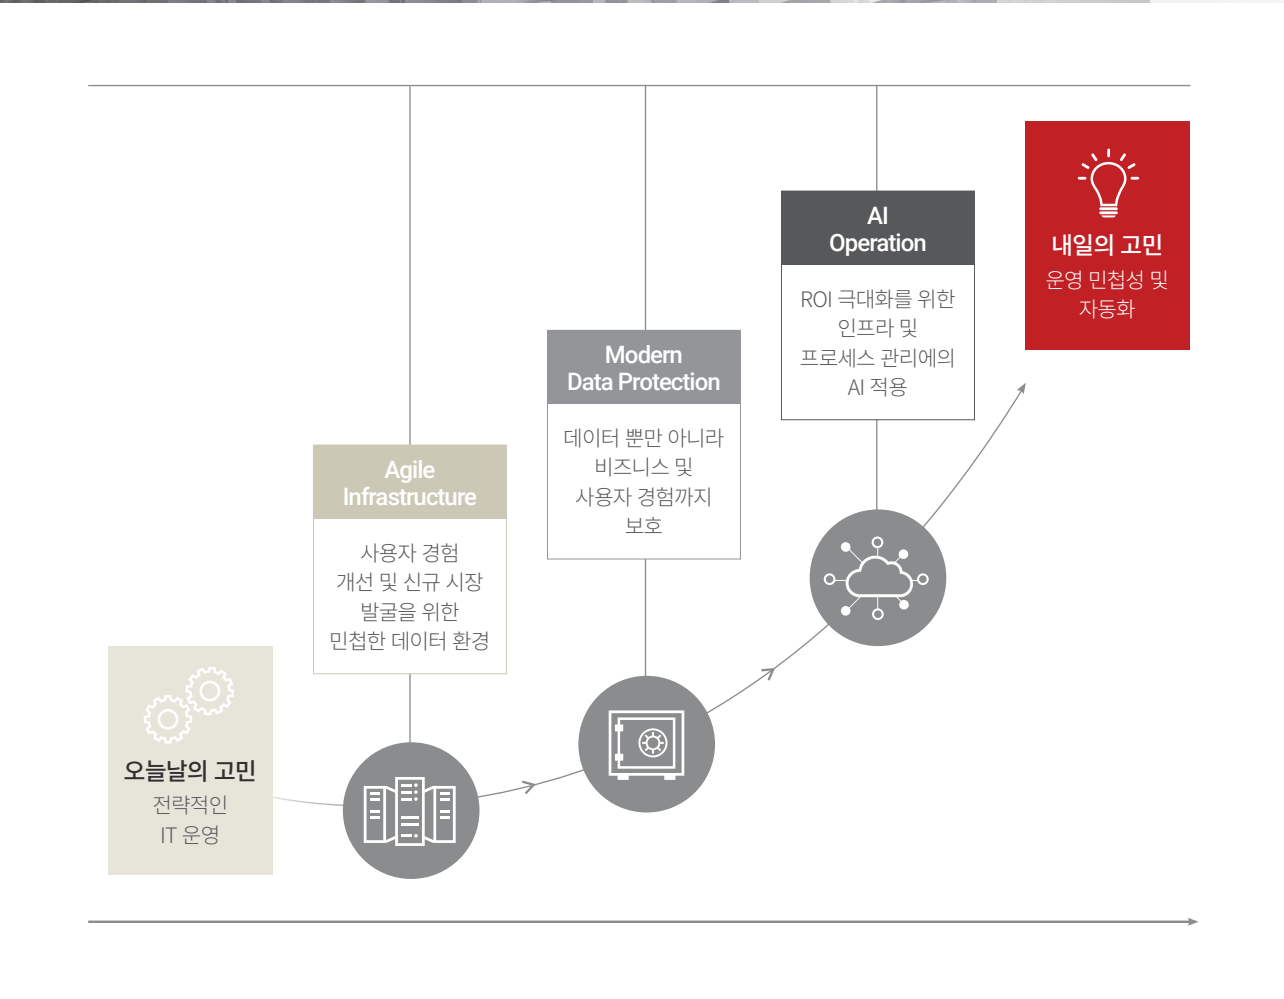 오늘날의 고민
전략적인
IT 운영
Agile
Infrastructure
사용자 경험
개선 및 신규 시장
발굴을 위한
민첩한 데이터 환경
Modern
Data Protection
데이터 뿐만 아니라
비즈니스 및
사용자 경험까지
보호
AI
Operation
ROI 극대화를 위한
인프라 및
프로세스 관리에의
AI 적용
내일의 고민
운영 민첩성 및
자동화